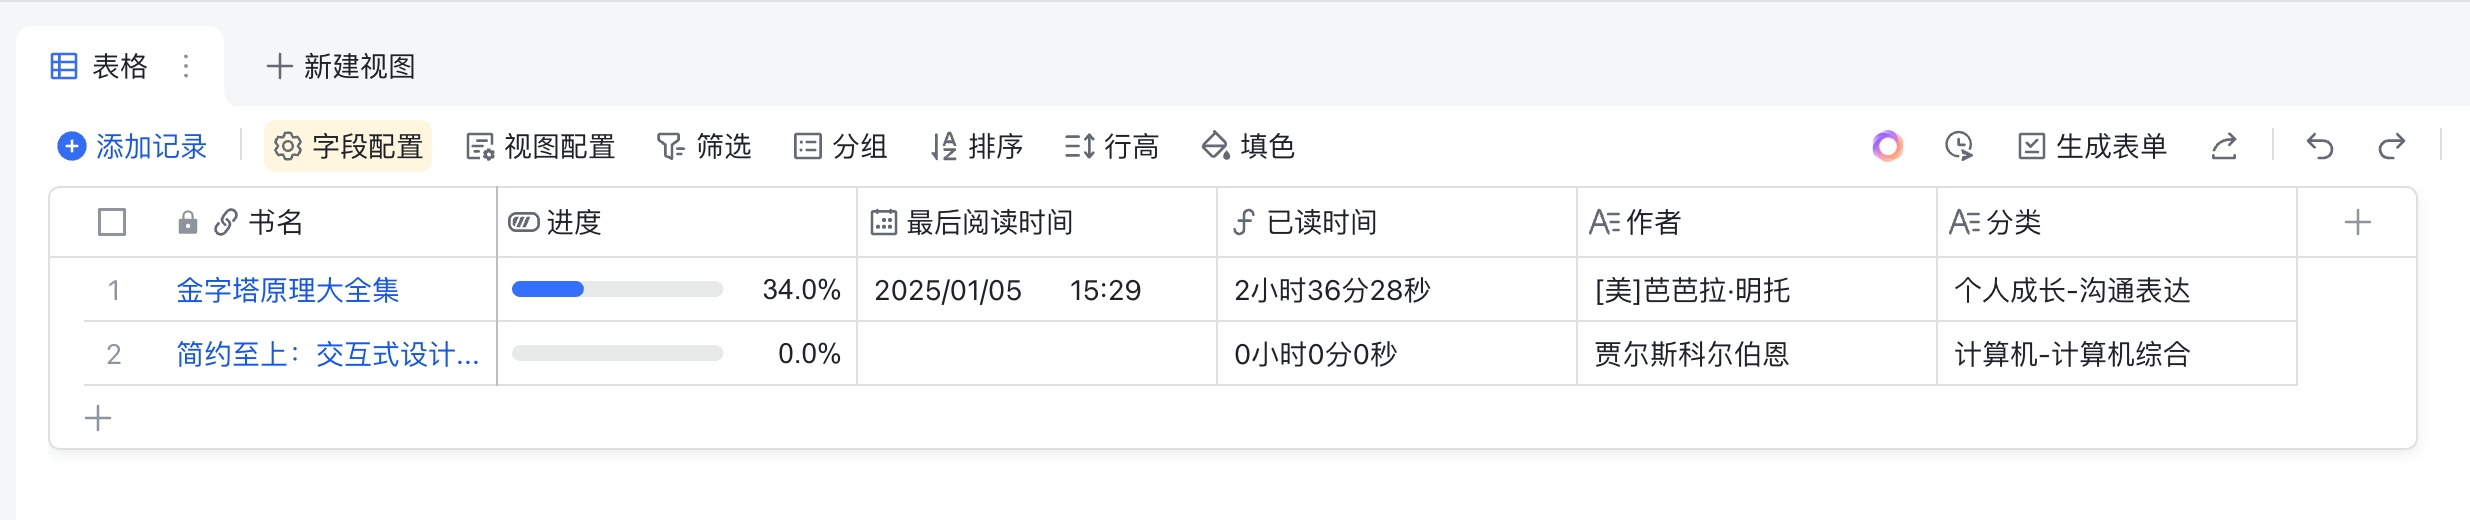 表格 新建视图
添加记录 字段配置 视图配置 筛选 分组 排序 行高 填色 生成表单
书名 进度 最后阅读时间 已读时间 作者 分类
1 金字塔原理大全集 34.0% 2025/01/05 15:29 2小时36分28秒 [美]芭芭拉·明托 个人成长-沟通表达
2 简约至上：交互式设计... 0.0% 0小时0分0秒 贾尔斯科尔伯恩 计算机-计算机综合